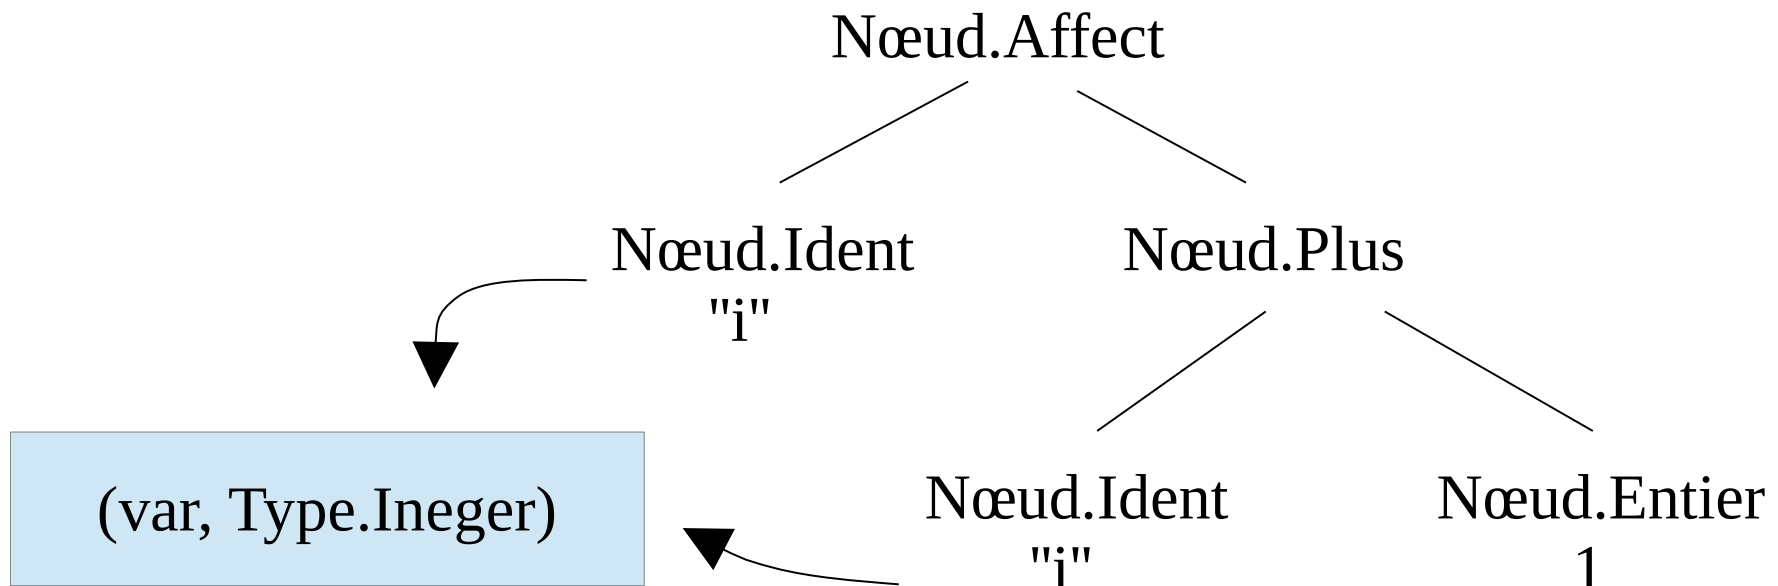 Nœud.Affect
Nœud.Ident
"i"
Nœud.Plus
(var, Type.Ineger)
Nœud.Ident
"i"
Nœud.Entier
1